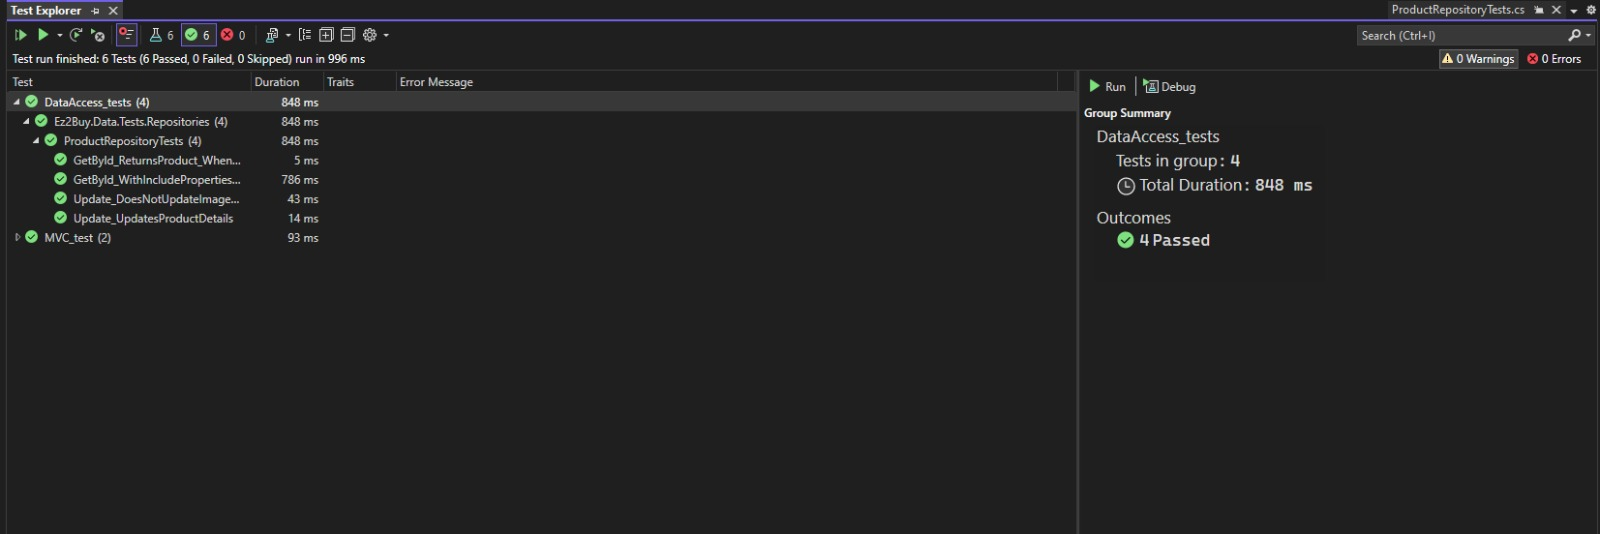 Test Explorer
ProductRepositoryTests.cs
6 6 0
Search (Ctrl+I)
Test run finished: 6 Tests (6 Passed, 0 Failed, 0 Skipped) run in 996 ms
0 Warnings 0 Errors
Test Duration Traits Error Message
DataAccess_tests (4) 848 ms
Ez2Buy.Data.Tests.Repositories (4) 848 ms
ProductRepositoryTests (4) 848 ms
GetById_ReturnsProduct_When... 5 ms
GetById_WithIncludeProperties... 786 ms
Update_DoesNotUpdateImage... 43 ms
Update_UpdatesProductDetails 14 ms
MVC_test (2) 93 ms
Run Debug
Group Summary
DataAccess_tests
Tests in group: 4
Total Duration: 848 ms
Outcomes
4 Passed